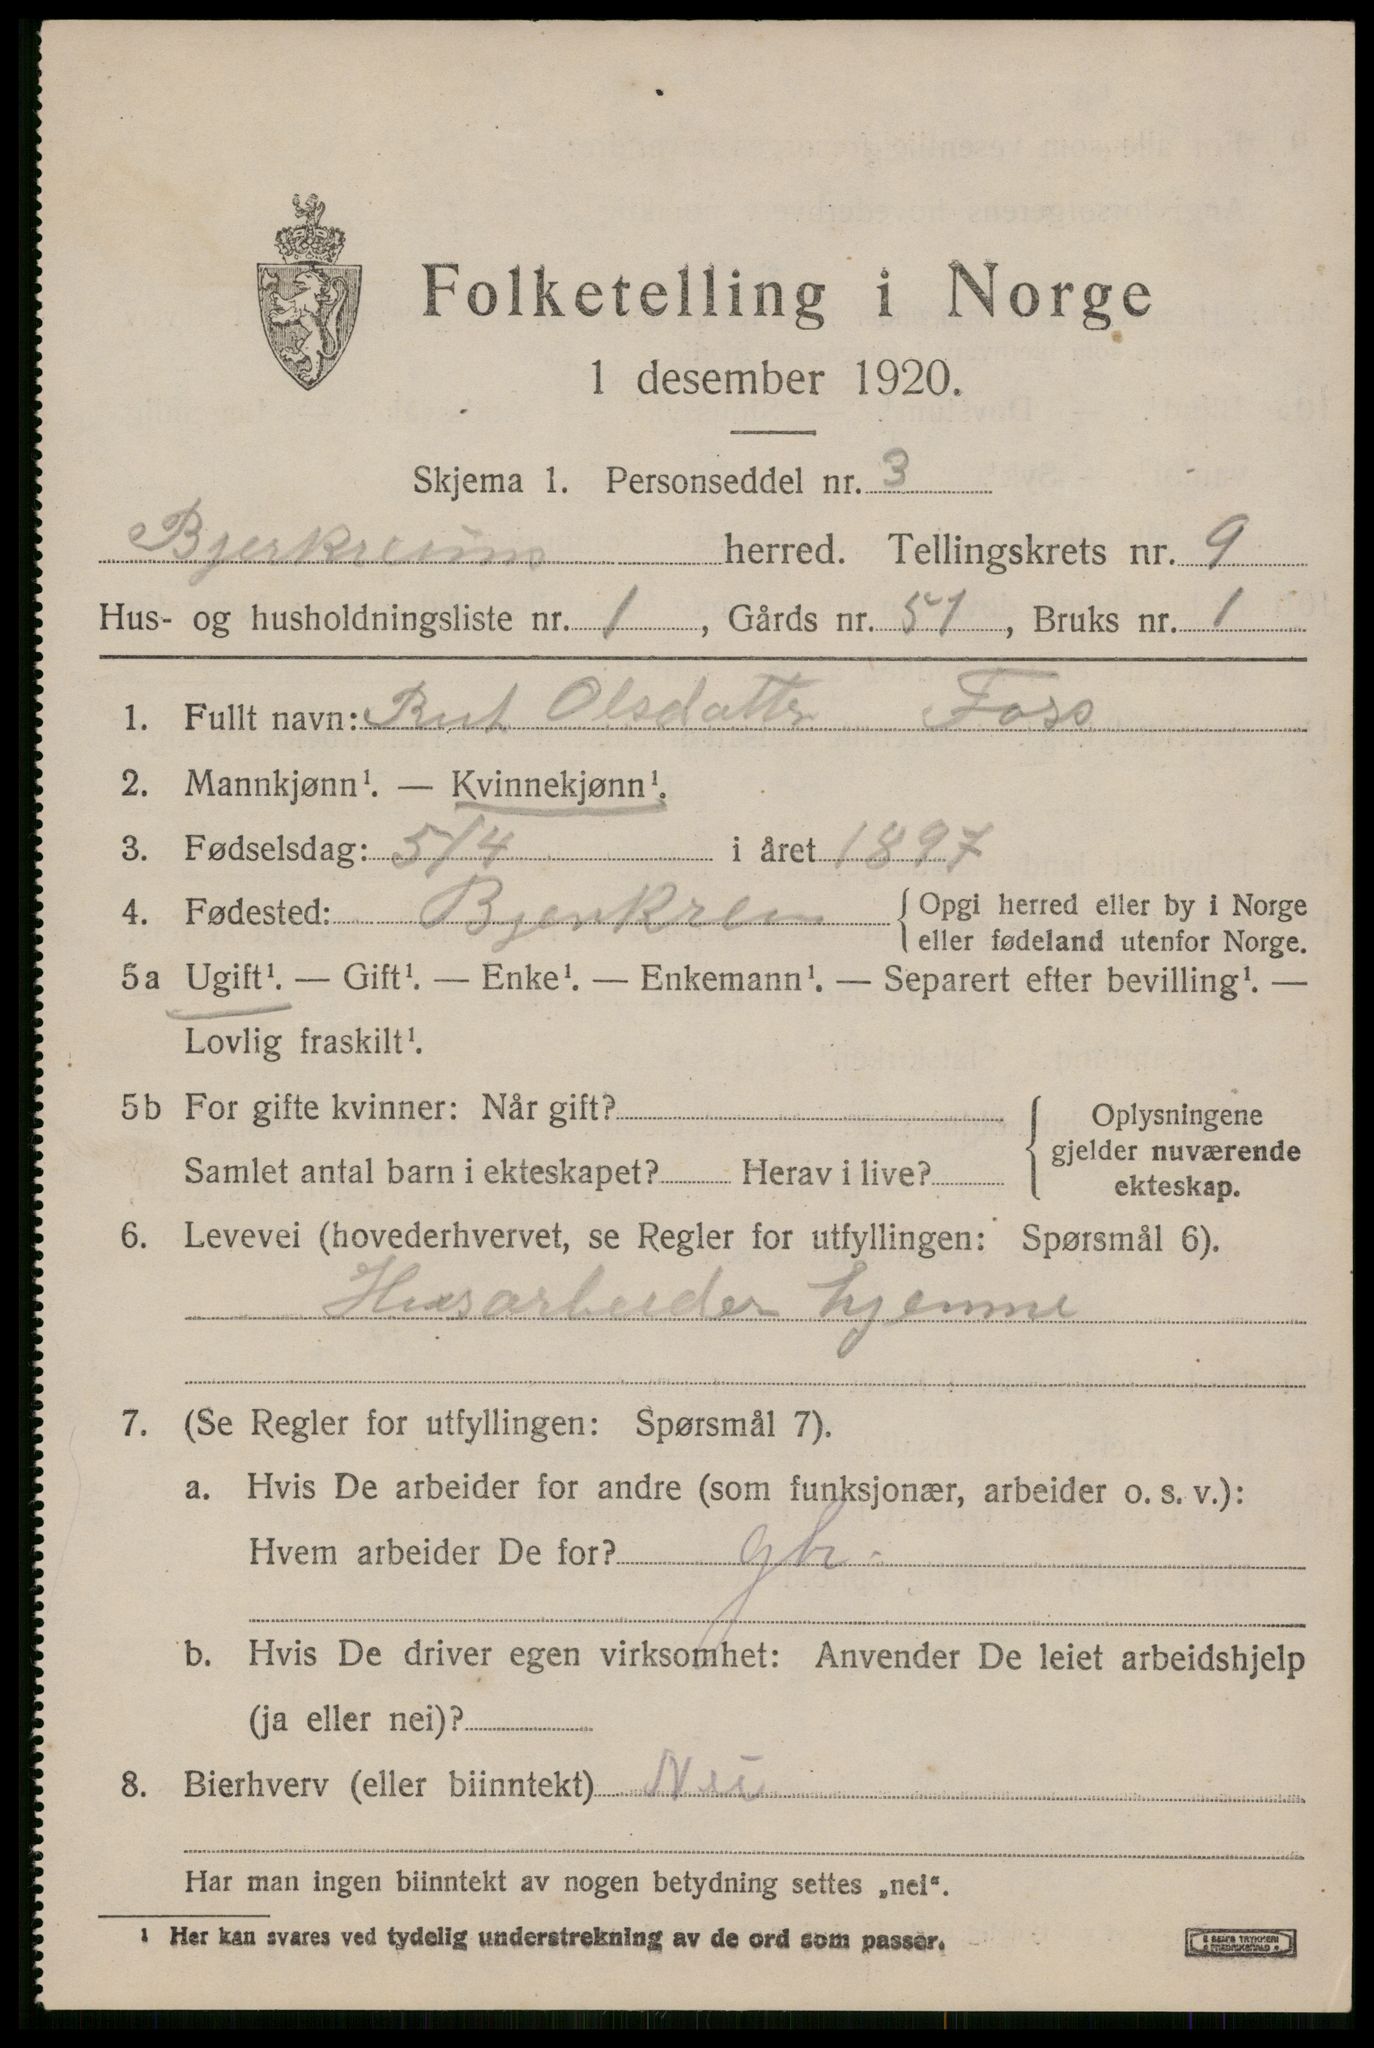 Folketelling i Norge
1 desember 1920.
Skjema 1. Personseddel nr. 3
Bjerkreims herred. Tellingskrets nr. 9
Hus- og husholdningsliste nr. 1, Gårds nr. 51, Bruks nr. 1
1. Fullt navn: Rut Olsdatter Foss
2. Mannkjønn¹. — Kvinnekjønn¹.
3. Fødselsdag: 5/4 i året 1897
4. Fødested: Bjerkrem { Opgi herred eller by i Norge
eller fødeland utenfor Norge.
5a Ugift¹. — Gift¹. — Enke¹. — Enkemann¹. — Separert efter bevilling¹. —
Lovlig fraskilt¹.
5b For gifte kvinner: Når gift?
Samlet antal barn i ekteskapet? Herav i live?
{ Oplysningene
gjelder nuværende
ekteskap.
6. Levevei (hovederhvervet, se Regler for utfyllingen: Spørsmål 6).
Husarbeider hjemme
7. (Se Regler for utfyllingen: Spørsmål 7).
a. Hvis De arbeider for andre (som funksjonær, arbeider o. s. v.):
Hvem arbeider De for? gbr.
b. Hvis De driver egen virksomhet: Anvender De leiet arbeidshjelp
(ja eller nei)?
8. Bierhverv (eller biinntekt) Nei
Har man ingen biinntekt av nogen betydning settes „nei“.
1 Her kan svares ved tydelig understrekning av de ord som passer.